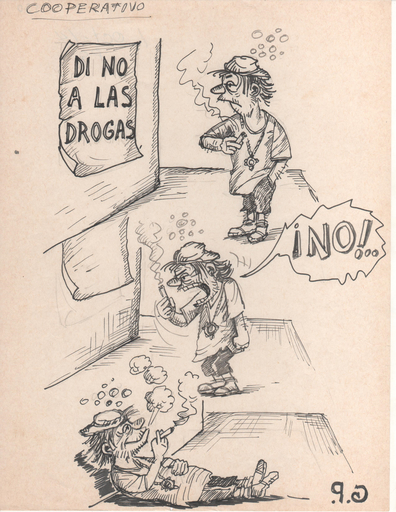 COOPERATIVO
DI NO
A LAS
DROGAS
¡NO!..
G.P.